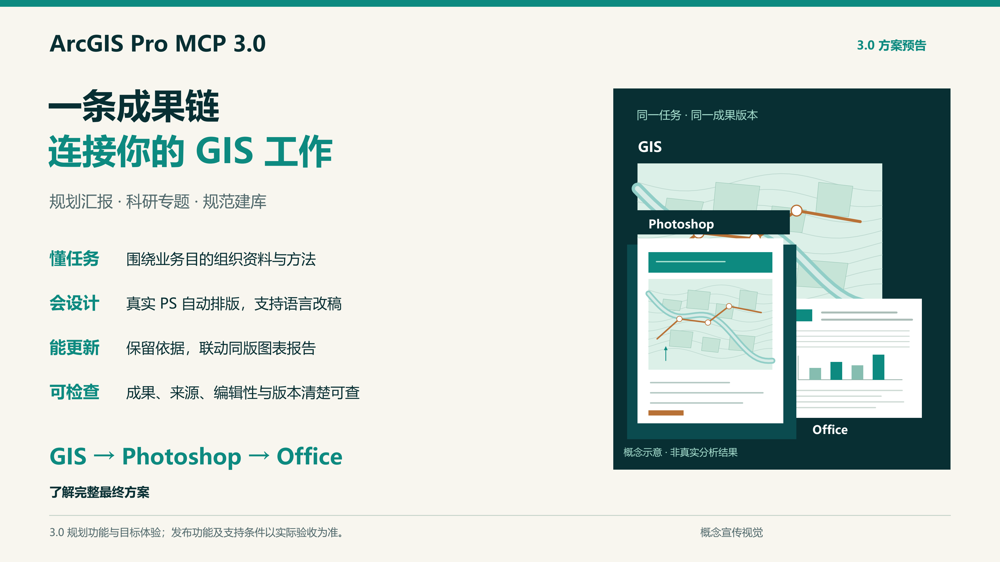 ArcGIS Pro MCP 3.0
3.0 方案预告
一条成果链
连接你的 GIS 工作
规划汇报 · 科研专题 · 规范建库
懂任务 围绕业务目的组织资料与方法
会设计 真实 PS 自动排版，支持语言改稿
能更新 保留依据，联动同版图表报告
可检查 成果、来源、编辑性与版本清楚可查
GIS → Photoshop → Office
了解完整最终方案
同一任务 · 同一成果版本
GIS
Photoshop
Office
概念示意 · 非真实分析结果
3.0 规划功能与目标体验；发布功能及支持条件以实际验收为准。
概念宣传视觉